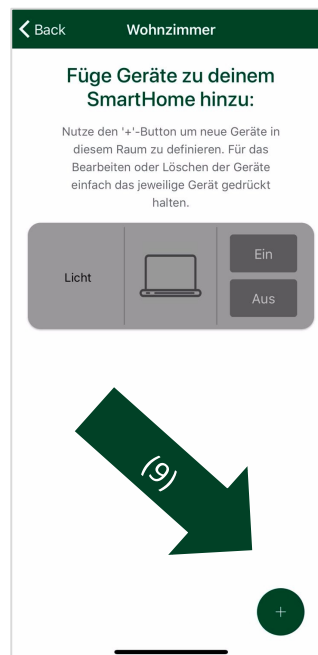 Back
Wohnzimmer
Füge Geräte zu deinem
SmartHome hinzu:
Nutze den '+'-Button um neue Geräte in
diesem Raum zu definieren. Für das
Bearbeiten oder Löschen der Geräte
einfach das jeweilige Gerät gedrückt
halten.
Licht
Ein
Aus
(9)
+